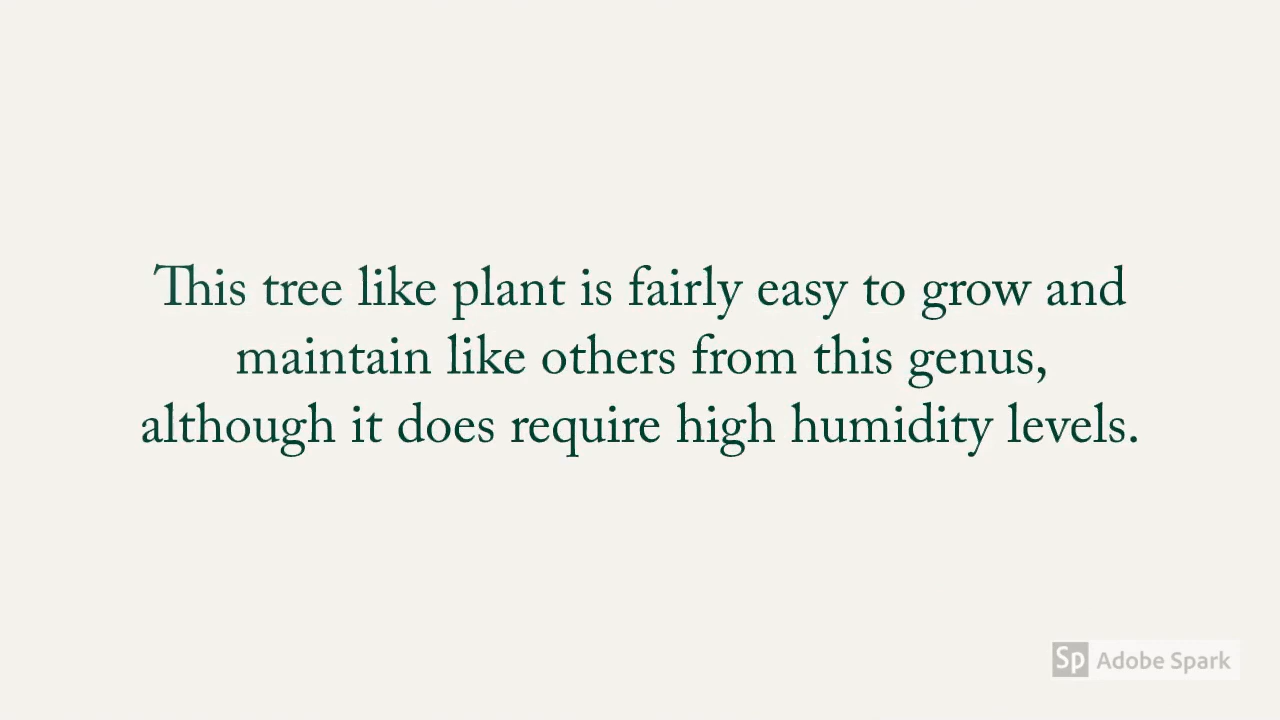 This tree like plant is fairly easy to grow and
maintain like others from this genus,
although it does require high humidity levels.
Sp Adobe Spark